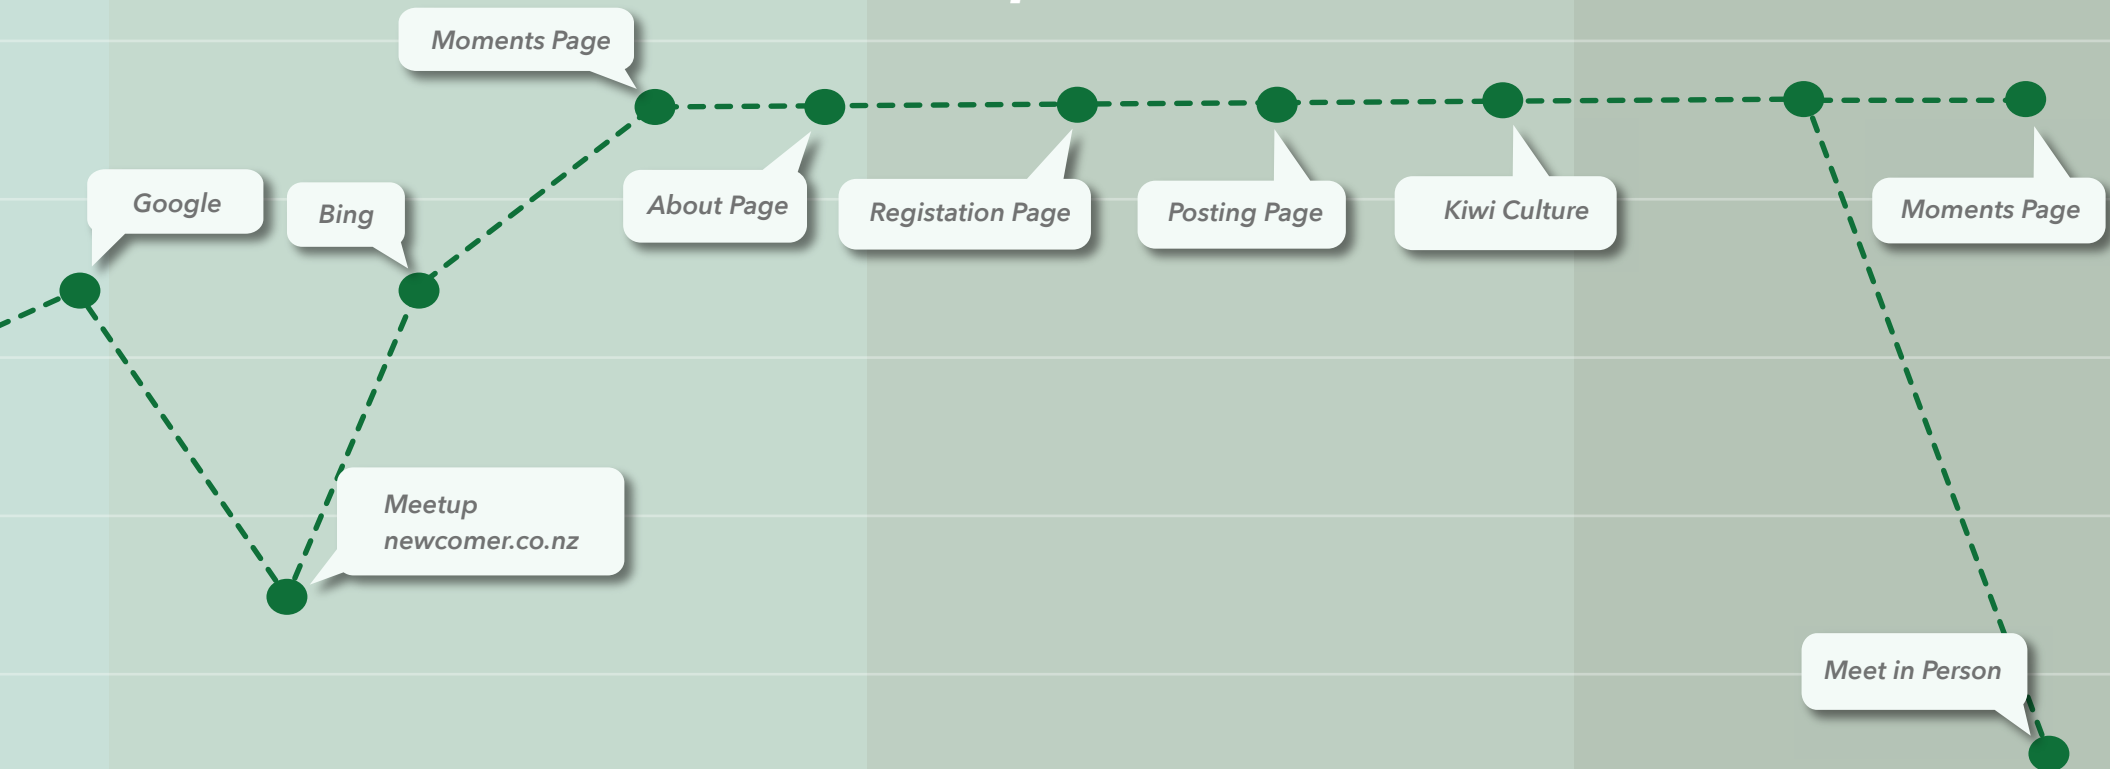 Moments Page
Google
Bing
About Page
Registation Page
Posting Page
Kiwi Culture
Moments Page
Meetup
newcomer.co.nz
Meet in Person